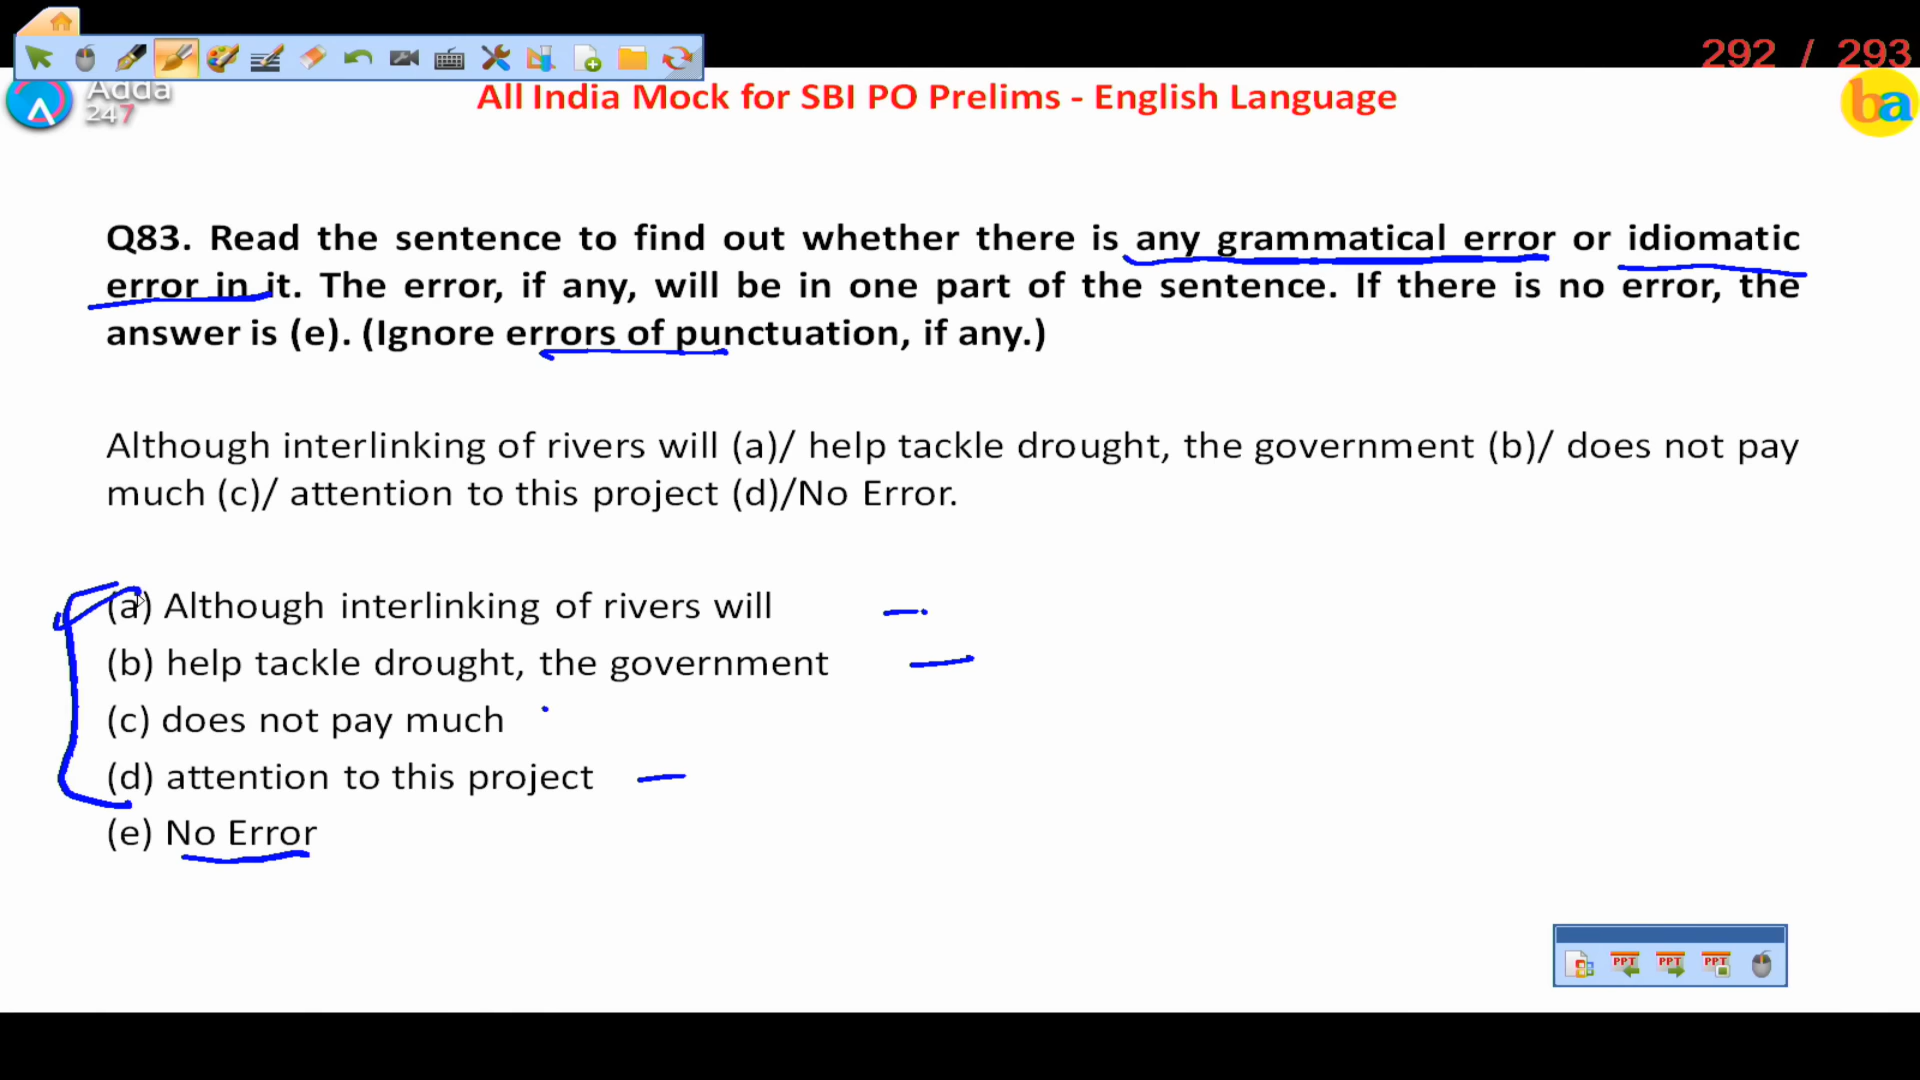 292 / 293
Adda
247
All India Mock for SBI PO Prelims - English Language
ba
Q83. Read the sentence to find out whether there is any grammatical error or idiomatic
error in it. The error, if any, will be in one part of the sentence. If there is no error, the
answer is (e). (Ignore errors of punctuation, if any.)
Although interlinking of rivers will (a)/ help tackle drought, the government (b)/ does not pay
much (c)/ attention to this project (d)/No Error.
(a) Although interlinking of rivers will
(b) help tackle drought, the government
(c) does not pay much
(d) attention to this project
(e) No Error
PPT PPT PPT